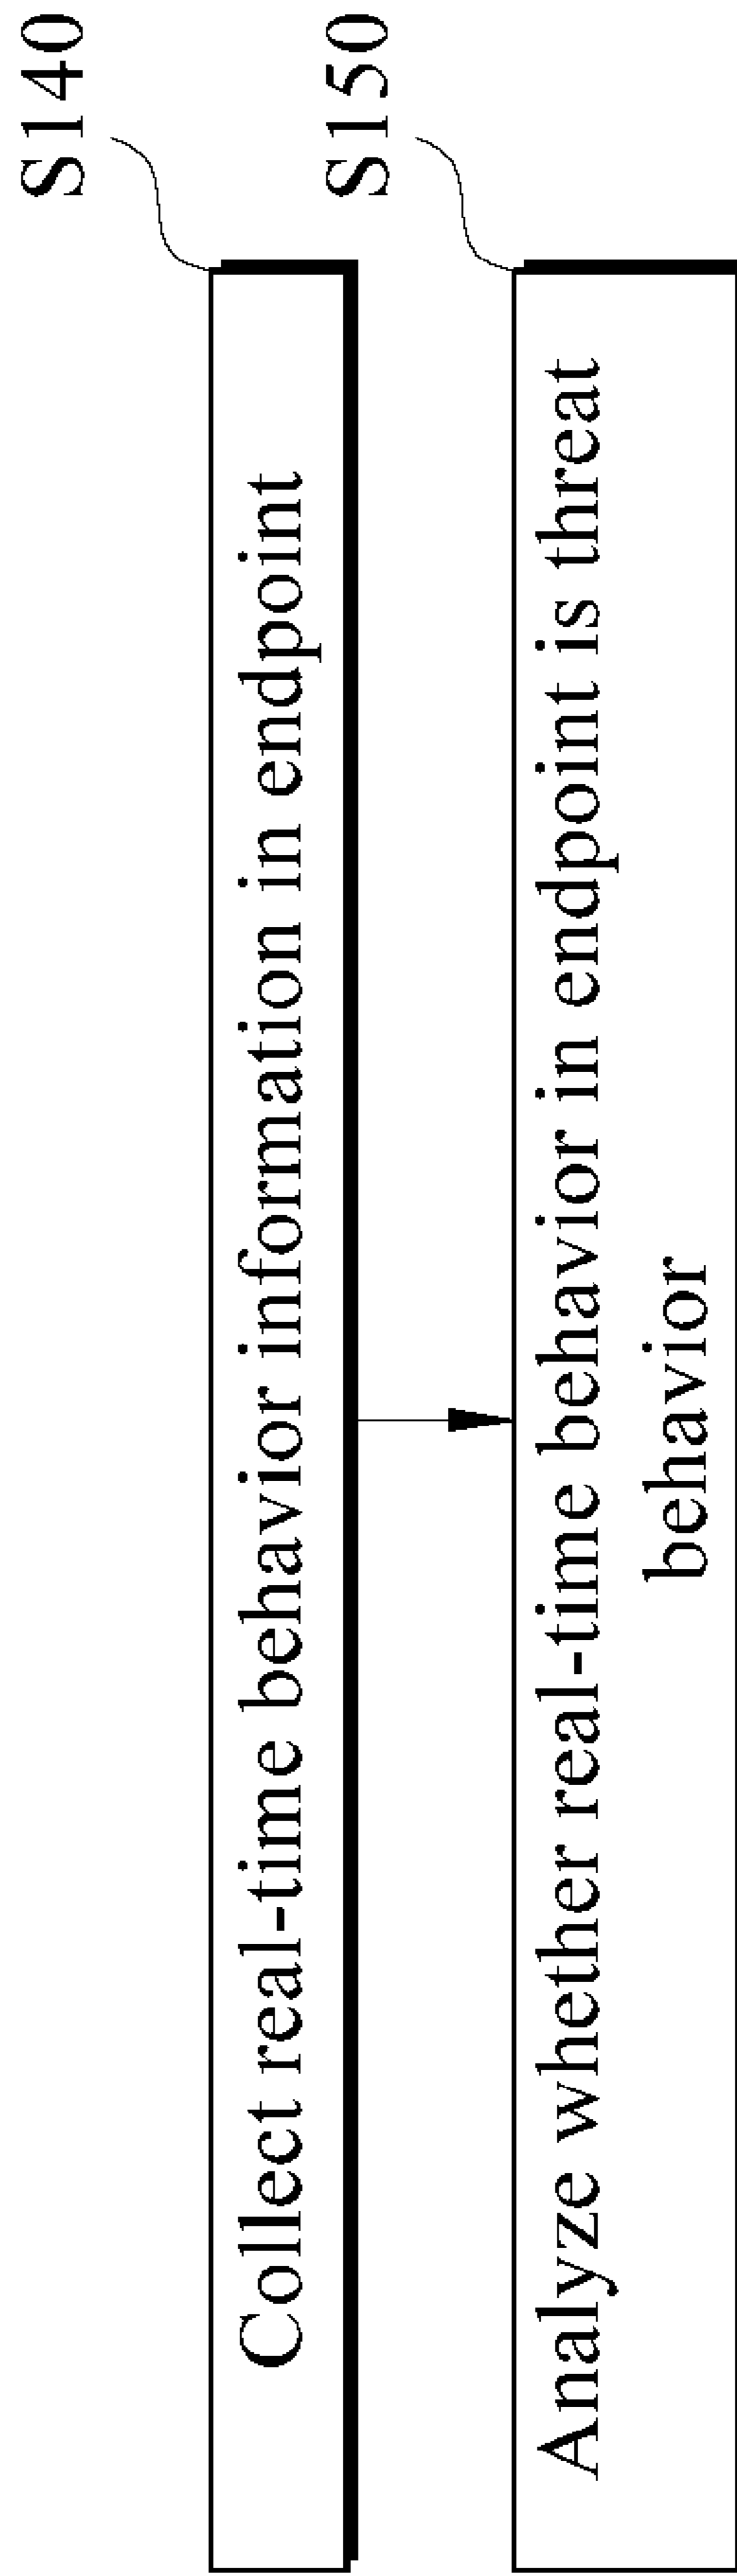 S140
Collect real-time behavior information in endpoint
S150
Analyze whether real-time behavior in endpoint is threat
behavior